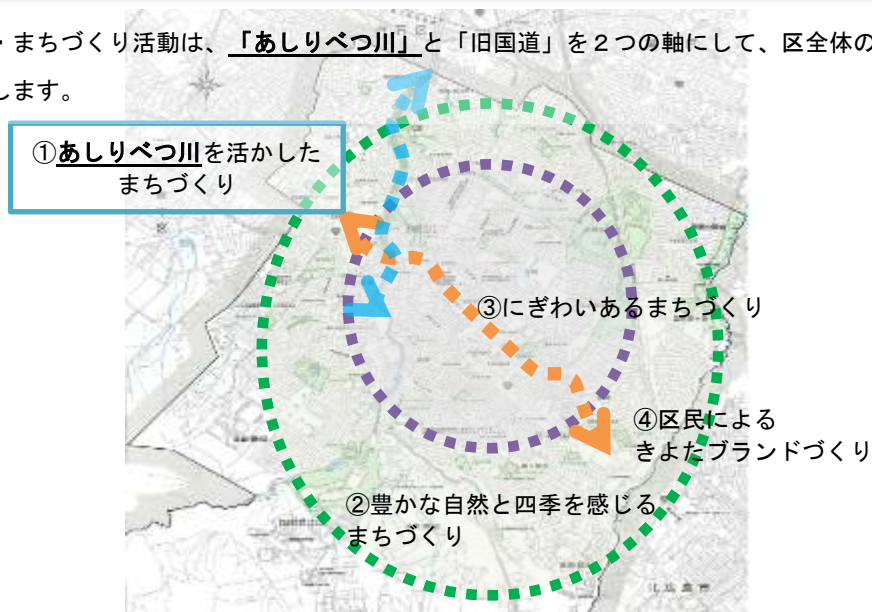 ・まちづくり活動は、「あしりべつ川」と「旧国道」を２つの軸にして、区全体の
します。
①あしりべつ川を活かした
まちづくり
③にぎわいあるまちづくり
④区民による
きよたブランドづくり
②豊かな自然と四季を感じる
まちづくり
北広島市